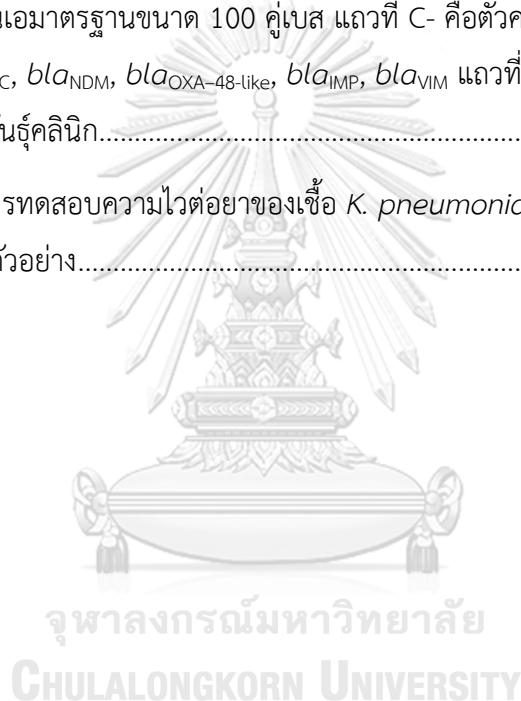 นเอมาตรฐานขนาด 100 คู่เบส แถวที่ C- คือตัวค
C, blaNDM, blaOXA-48-like, blaIMP, blaVIM แถวที่
ันธุ์คลินิก................................................................
รทดสอบความไวต่อยาของเชื้อ K. pneumonia
ตัวอย่าง................................................................
จุฬาลงกรณ์มหาวิทยาลัย
CHULALONGKORN UNIVERSITY